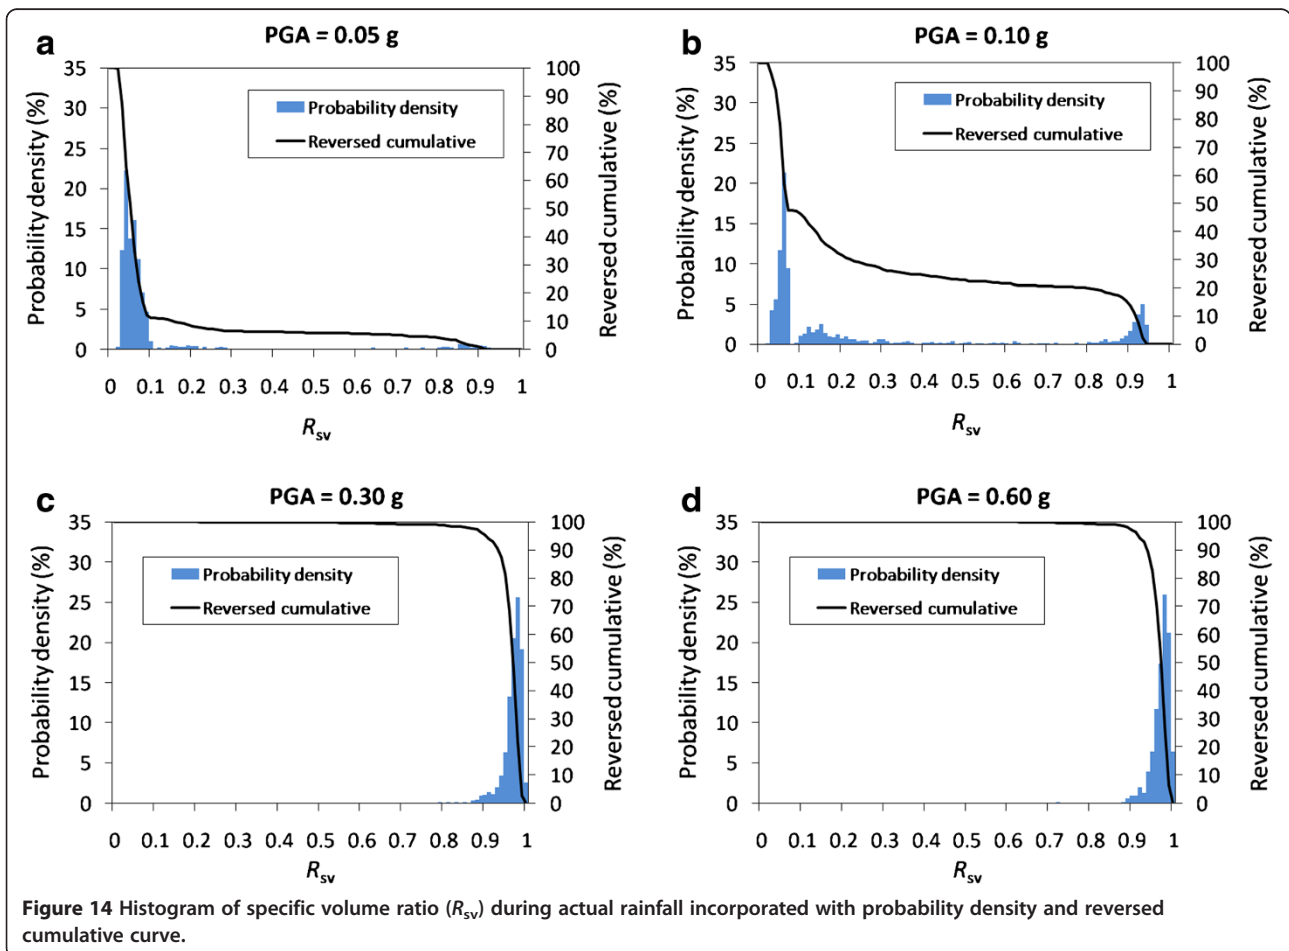 a
PGA = 0.05 g
Probability density (%)
35
30
25
20
15
10
5
0
Probability density
Reversed cumulative
100
90
80
70
60
50
40
30
20
10
0
Reversed cumulative (%)
0 0.1 0.2 0.3 0.4 0.5 0.6 0.7 0.8 0.9 1
Rsv
b
PGA = 0.10 g
Probability density (%)
35
30
25
20
15
10
5
0
Probability density
Reversed cumulative
100
80
60
40
20
0
Reversed cumulative (%)
0 0.1 0.2 0.3 0.4 0.5 0.6 0.7 0.8 0.9 1
Rsv
c
PGA = 0.30 g
Probability density (%)
35
30
25
20
15
10
5
0
Probability density
Reversed cumulative
100
90
80
70
60
50
40
30
20
10
0
Reversed cumulative (%)
0 0.1 0.2 0.3 0.4 0.5 0.6 0.7 0.8 0.9 1
Rsv
d
PGA = 0.60 g
Probability density (%)
35
30
25
20
15
10
5
0
Probability density
Reversed cumulative
100
90
80
70
60
50
40
30
20
10
0
Reversed cumulative (%)
0 0.1 0.2 0.3 0.4 0.5 0.6 0.7 0.8 0.9 1
Rsv
Figure 14 Histogram of specific volume ratio (Rsv) during actual rainfall incorporated with probability density and reversed
cumulative curve.